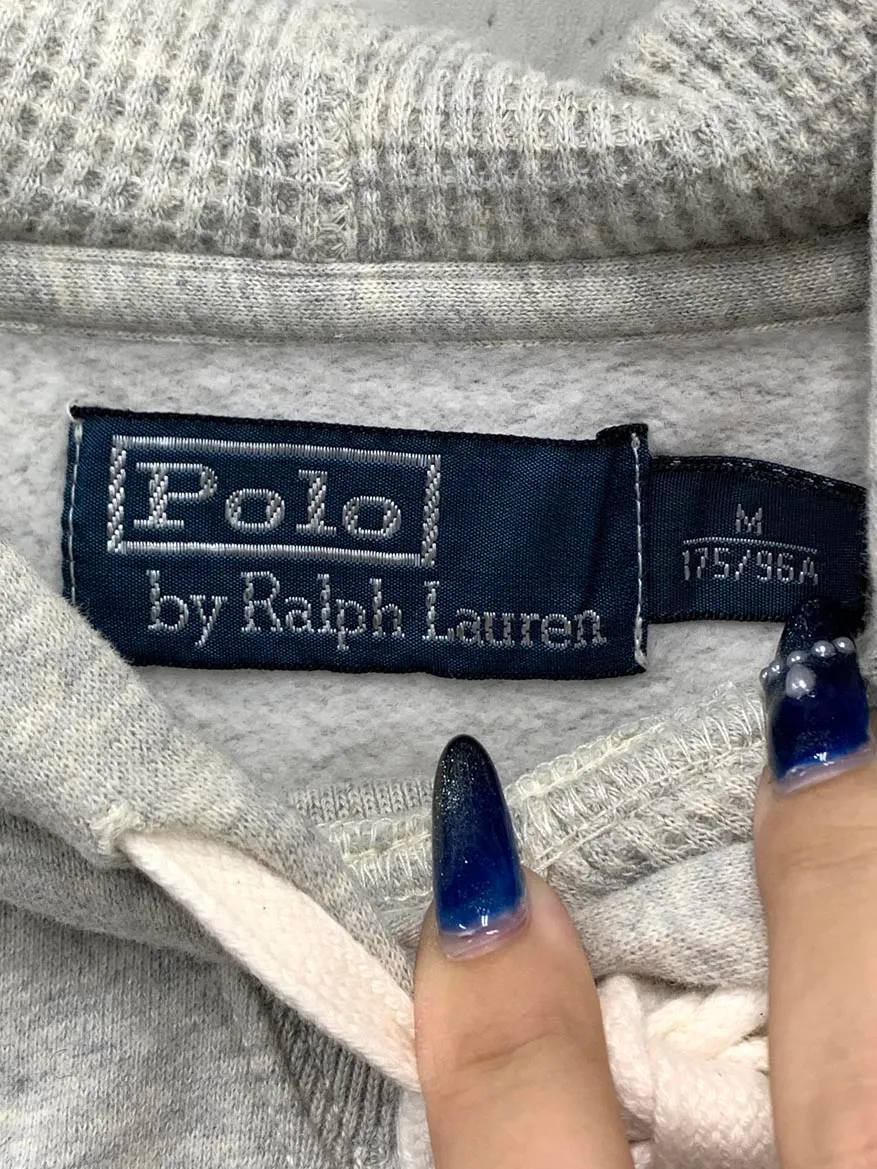 Polo
by Ralph Lauren
M
175/96A